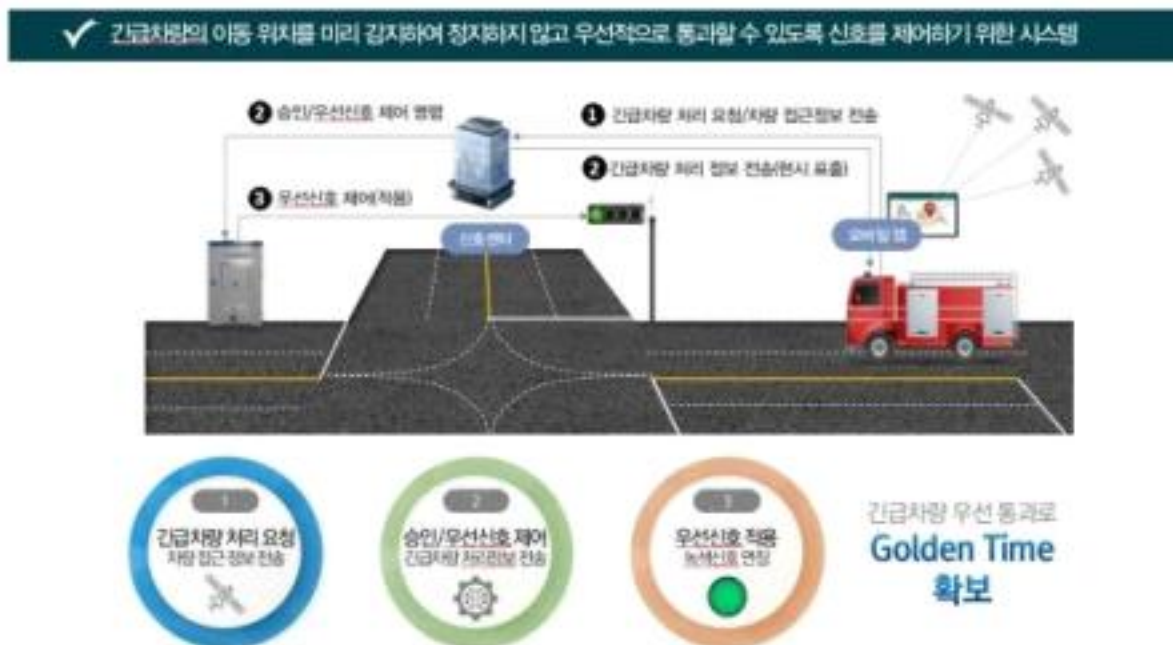 긴급차량의 이동 위치를 미리 감지하여 정지하지 않고 우선적으로 통과할 수 있도록 신호를 제어하기 위한 시스템
2 승인/우선신호 제어 명령
1 긴급차량 처리 요청/차량 접근정보 전송
2 긴급차량 처리 정보 전송(현시 표출)
3 우선신호 제어(적용)
신호센터
모바일 앱
1
긴급차량 처리 요청
차량 접근 정보 전송
2
승인/우선신호 제어
긴급차량 처리정보 전송
3
우선신호 적용
녹색신호 연장
긴급차량 우선 통과로
Golden Time
확보